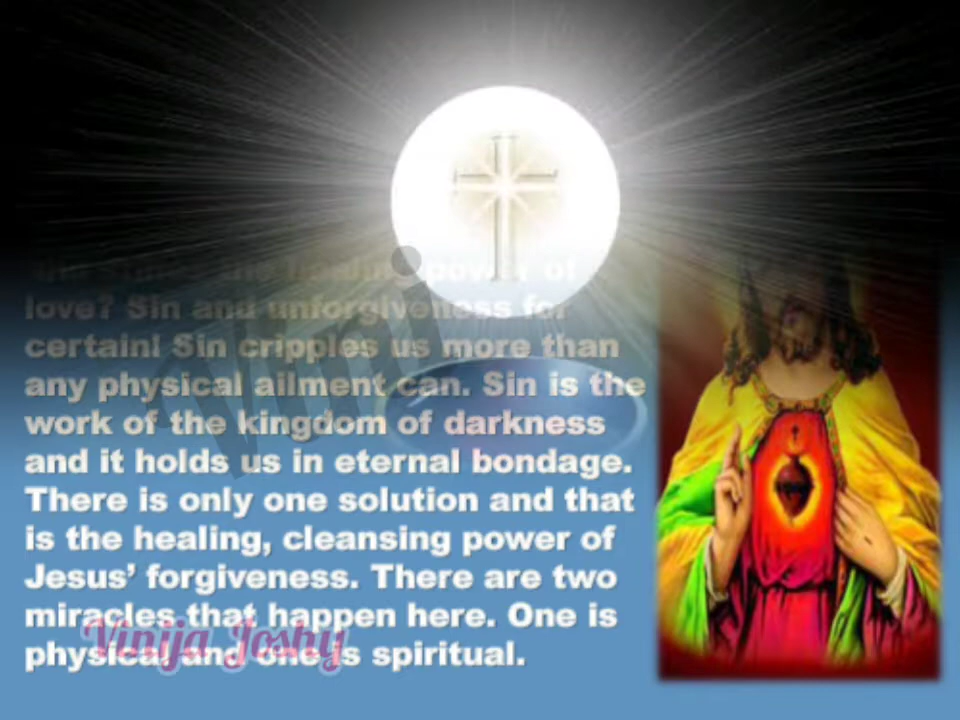 power of
love? Sin and unforgiveness for
certain! Sin cripples us more than
any physical ailment can. Sin is the
work of the kingdom of darkness
and it holds us in eternal bondage.
There is only one solution and that
is the healing, cleansing power of
Jesus’ forgiveness. There are two
miracles that happen here. One is
physical and one is spiritual.
Vini
Vinija Joshy